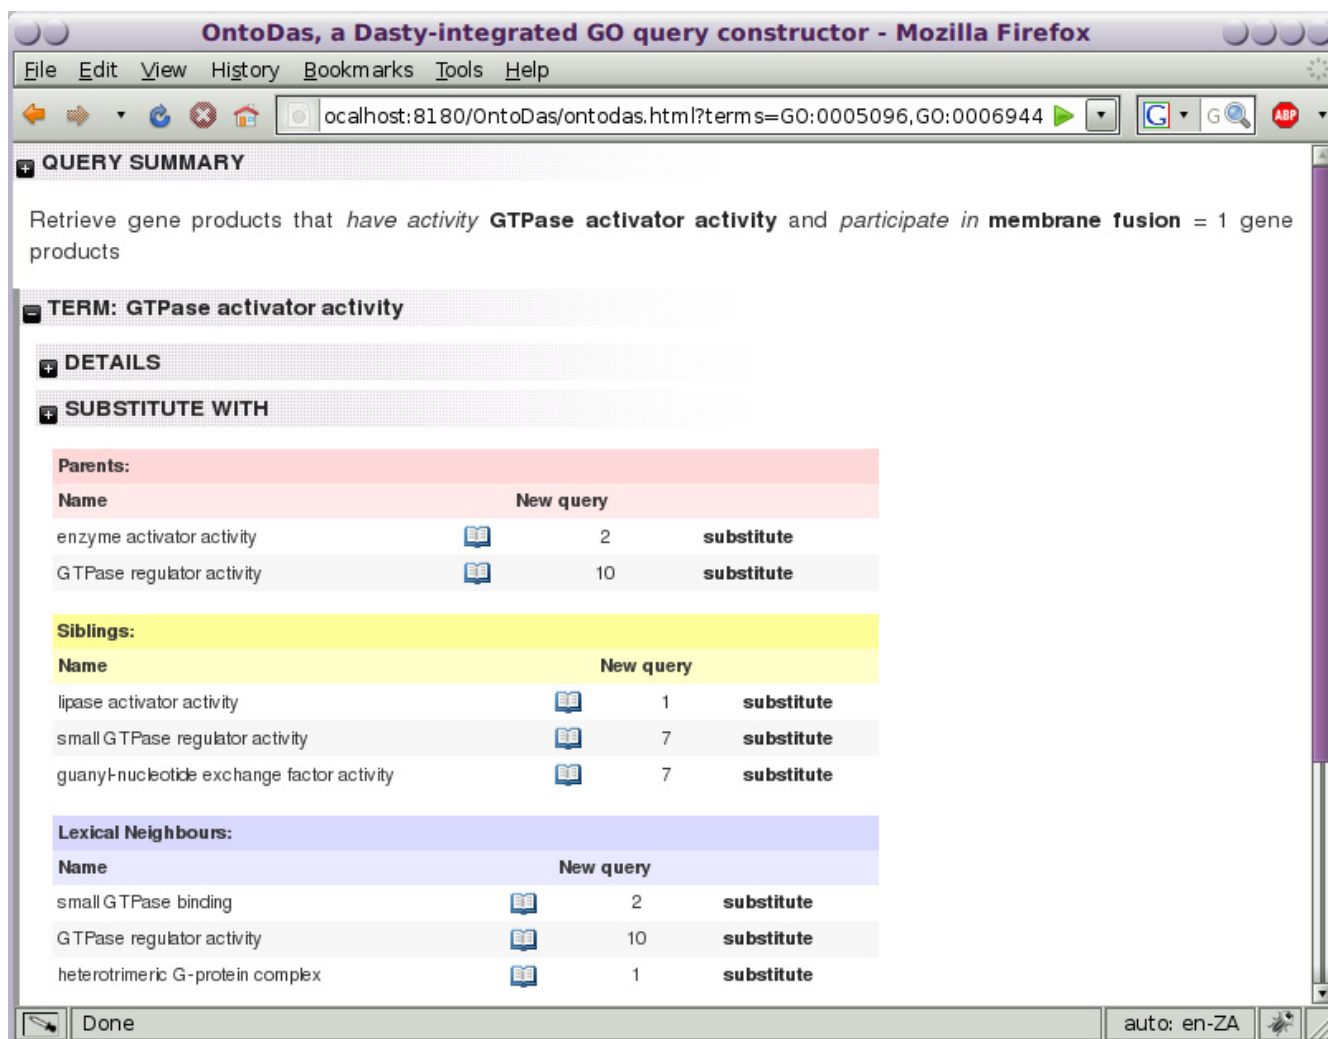 OntoDas, a Dasty-integrated GO query constructor - Mozilla Firefox
File Edit View History Bookmarks Tools Help
ocalhost:8180/OntoDas/ontodas.html?terms=GO:0005096,GO:0006944 G G ABP
QUERY SUMMARY
Retrieve gene products that have activity GTPase activator activity and participate in membrane fusion = 1 gene
products
TERM: GTPase activator activity
DETAILS
SUBSTITUTE WITH
Parents:
Name New query
enzyme activator activity 2 substitute
GTPase regulator activity 10 substitute
Siblings:
Name New query
lipase activator activity 1 substitute
small GTPase regulator activity 7 substitute
guanyl-nucleotide exchange factor activity 7 substitute
Lexical Neighbours:
Name New query
small GTPase binding 2 substitute
GTPase regulator activity 10 substitute
heterotrimeric G-protein complex 1 substitute
Done auto: en-ZA